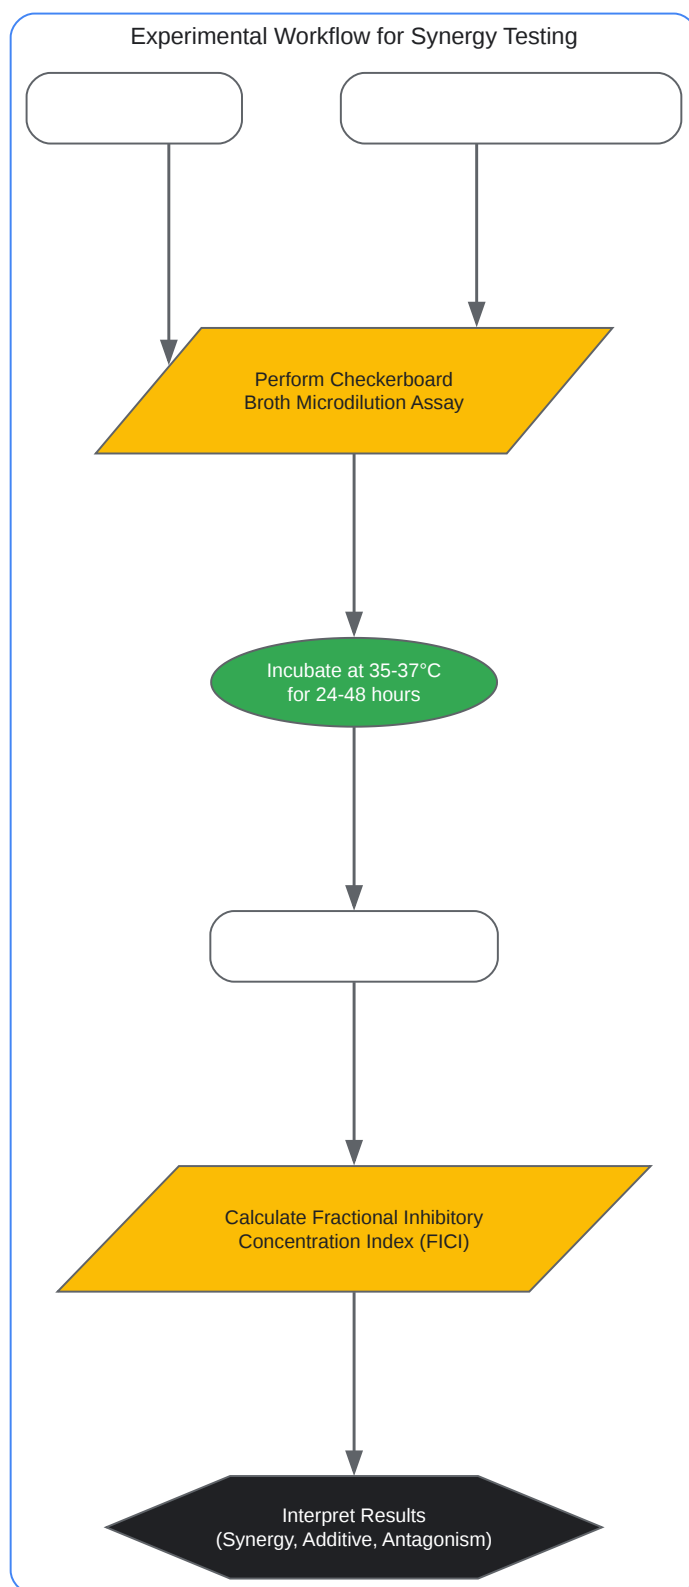 Experimental Workflow for Synergy Testing
Perform Checkerboard
Broth Microdilution Assay
Incubate at 35-37°C
for 24-48 hours
Calculate Fractional Inhibitory
Concentration Index (FICI)
Interpret Results
(Synergy, Additive, Antagonism)